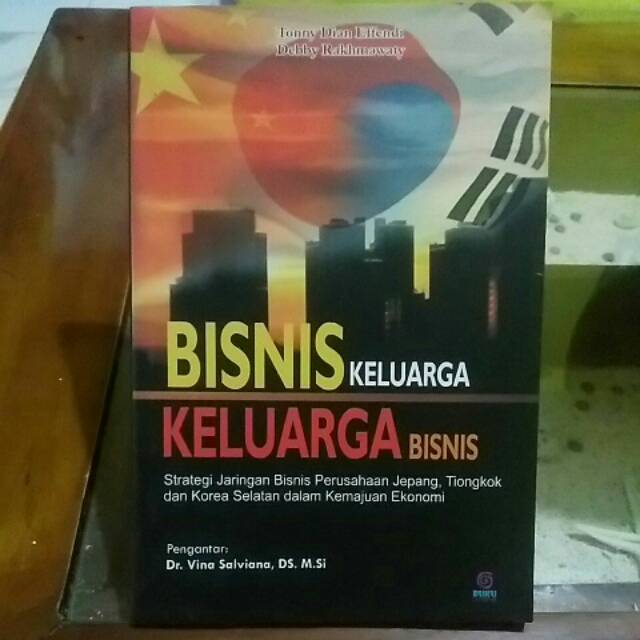 Tonny Dian Effendi
Debby Rakhmawaty
BISNIS KELUARGA
KELUARGA BISNIS
Strategi Jaringan Bisnis Perusahaan Jepang, Tiongkok
dan Korea Selatan dalam Kemajuan Ekonomi
Pengantar:
Dr. Vina Salviana, DS. M.Si